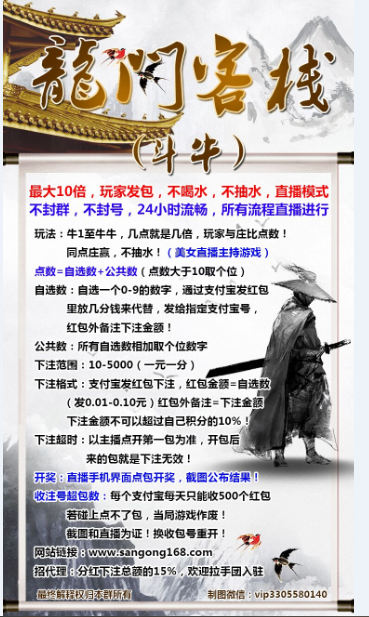 龍門客栈
(斗牛)
最大10倍，玩家发包，不喝水，不抽水，直播模式
不封群，不封号，24小时流畅，所有流程直播进行
玩法：牛1至牛牛，几点就是几倍，玩家与庄比点数！
同点庄赢，不抽水！（美女直播主持游戏）
点数=自选数+公共数（点数大于10取个位）
自选数：自选一个0-9的数字，通过支付宝发红包
里放几分钱来代替，发给指定支付宝号，
红包外备注下注金额！
公共数：所有自选数相加取个位数字
下注范围：10-5000（一元一分）
下注格式：支付宝发红包下注，红包金额=自选数
（发0.01-0.10元）红包外备注=下注金额
下注金额不可以超过自己积分的10%！
下注超时：以主播点开第一包为准，开包后
来的包就是下注无效！
开奖：直播手机界面点包开奖，截图公布结果！
收注号超包数：每个支付宝每天只能收500个红包
若碰上点不了包，当局游戏作废！
截图和直播为证！换收包号重开！
网站链接：www.sangong168.com
招代理：分红下注总额的15%，欢迎拉手团入驻
最终解释权归本群所有
制图微信：vip3305580140